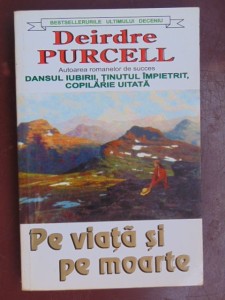 BESTSELLERURILE ULTIMULUI DECENIU
Deirdre
PURCELL
Autoarea romanelor de succes
DANSUL IUBIRII, ȚINUTUL ÎMPIETRIT,
COPILĂRIE UITATĂ
Pe viață și
pe moarte